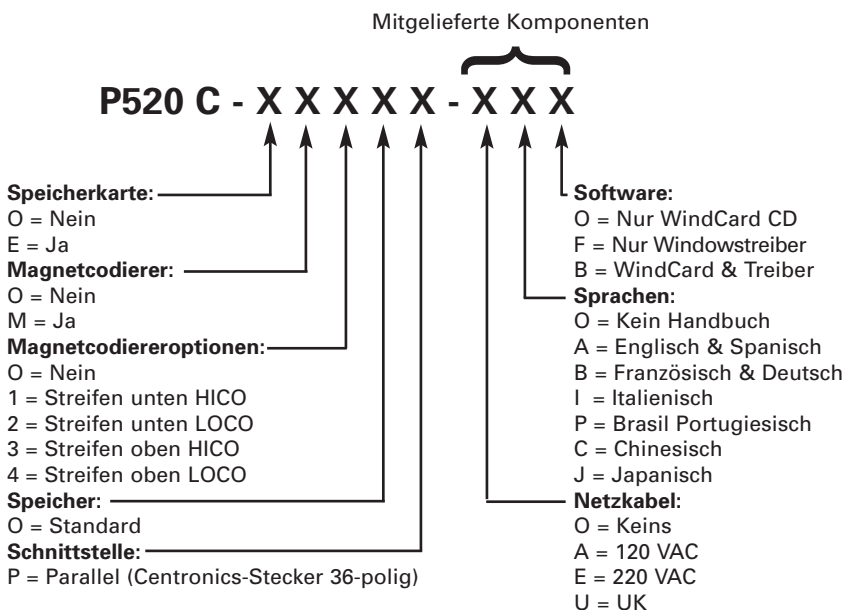 Mitgelieferte Komponenten
P520 C - X X X X X - X X X
Speicherkarte:
O = Nein
E = Ja
Magnetcodierer:
O = Nein
M = Ja
Magnetcodiereroptionen:
O = Nein
1 = Streifen unten HICO
2 = Streifen unten LOCO
3 = Streifen oben HICO
4 = Streifen oben LOCO
Speicher:
O = Standard
Schnittstelle:
P = Parallel (Centronics-Stecker 36-polig)
Software:
O = Nur WindCard CD
F = Nur Windowstreiber
B = WindCard & Treiber
Sprachen:
O = Kein Handbuch
A = Englisch & Spanisch
B = Französisch & Deutsch
I = Italienisch
P = Brasil Portugiesisch
C = Chinesisch
J = Japanisch
Netzkabel:
O = Keins
A = 120 VAC
E = 220 VAC
U = UK